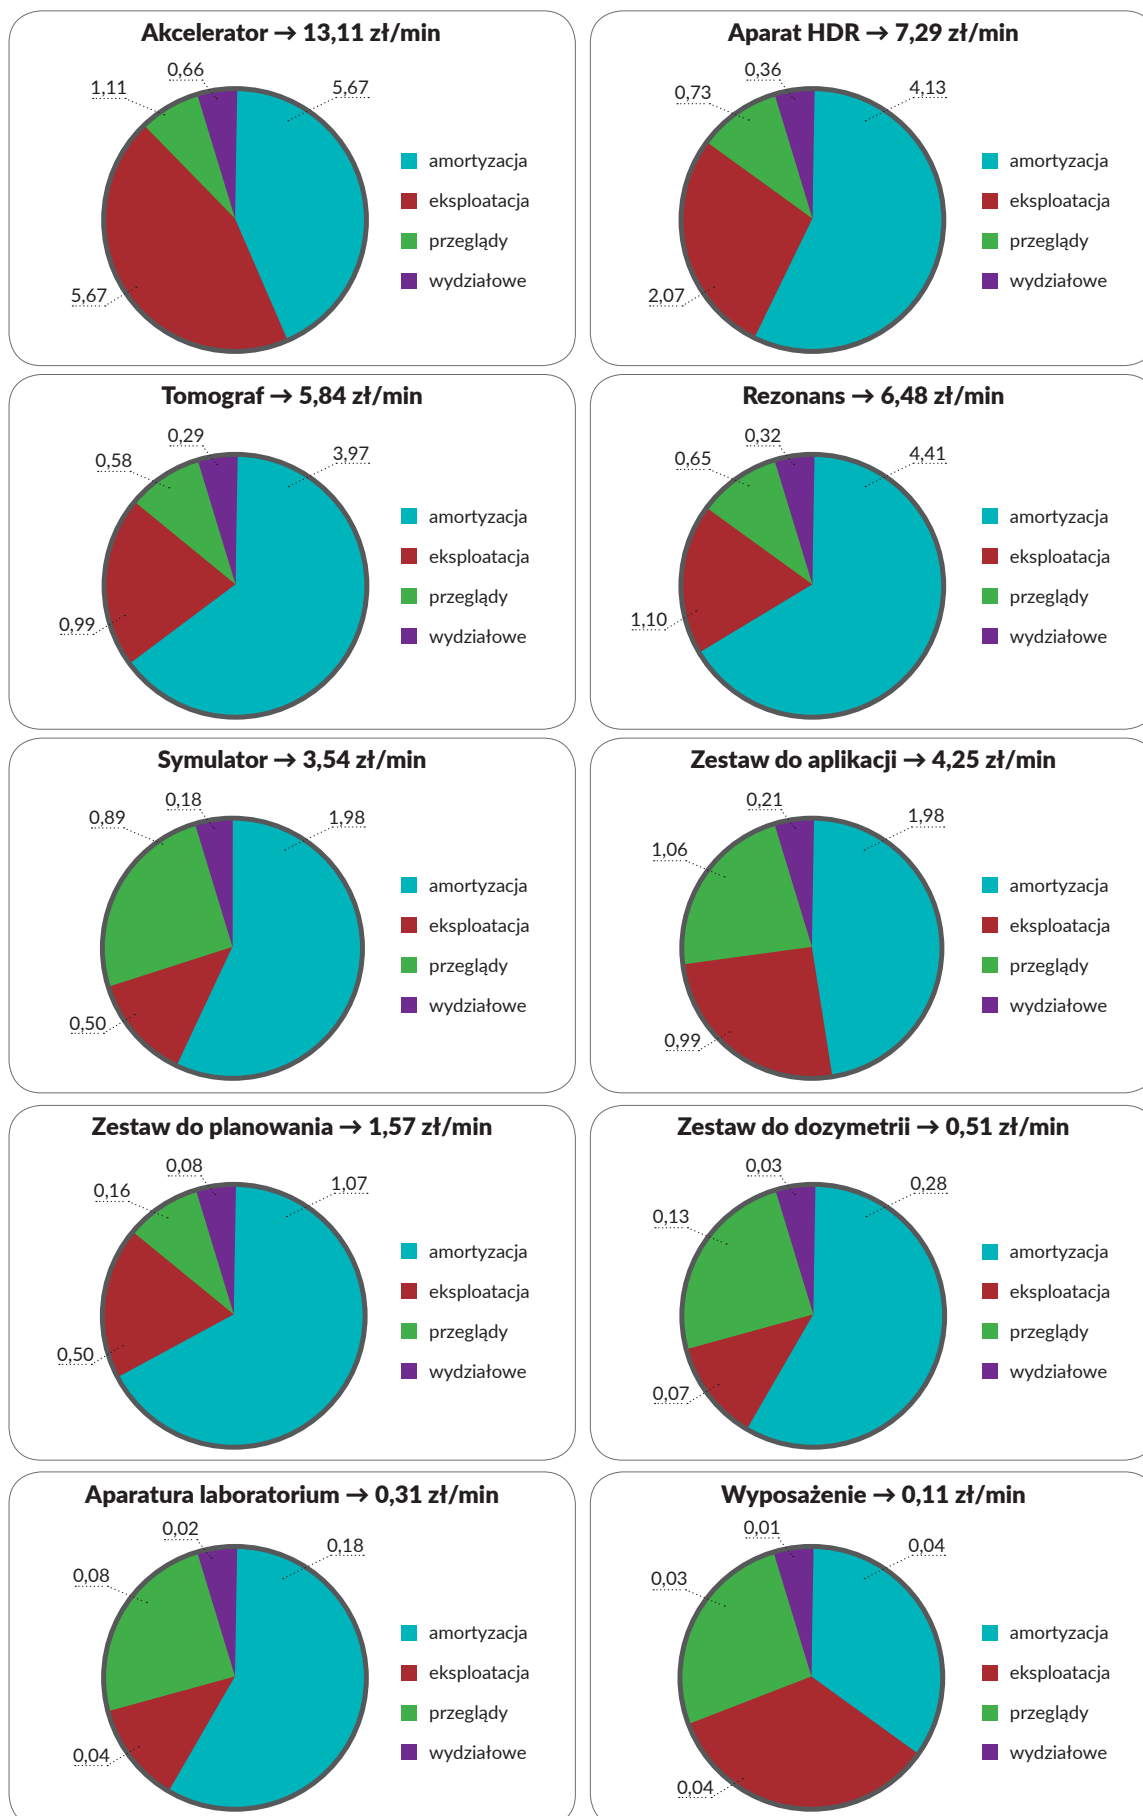 Akcelerator → 13,11 zł/min
0,66
5,67
1,11
5,67
amortyzacja
eksploatacja
przeglądy
wydziałowe
Aparat HDR → 7,29 zł/min
0,36
4,13
0,73
2,07
amortyzacja
eksploatacja
przeglądy
wydziałowe
Tomograf → 5,84 zł/min
0,29
3,97
0,58
0,99
amortyzacja
eksploatacja
przeglądy
wydziałowe
Rezonans → 6,48 zł/min
0,32
4,41
0,65
1,10
amortyzacja
eksploatacja
przeglądy
wydziałowe
Symulator → 3,54 zł/min
0,18
1,98
0,89
0,50
amortyzacja
eksploatacja
przeglądy
wydziałowe
Zestaw do aplikacji → 4,25 zł/min
0,21
1,98
1,06
0,99
amortyzacja
eksploatacja
przeglądy
wydziałowe
Zestaw do planowania → 1,57 zł/min
0,08
1,07
0,16
0,50
amortyzacja
eksploatacja
przeglądy
wydziałowe
Zestaw do dozymetrii → 0,51 zł/min
0,03
0,28
0,13
0,07
amortyzacja
eksploatacja
przeglądy
wydziałowe
Aparatura laboratorium → 0,31 zł/min
0,02
0,18
0,08
0,04
amortyzacja
eksploatacja
przeglądy
wydziałowe
Wyposażenie → 0,11 zł/min
0,01
0,04
0,03
0,04
amortyzacja
eksploatacja
przeglądy
wydziałowe